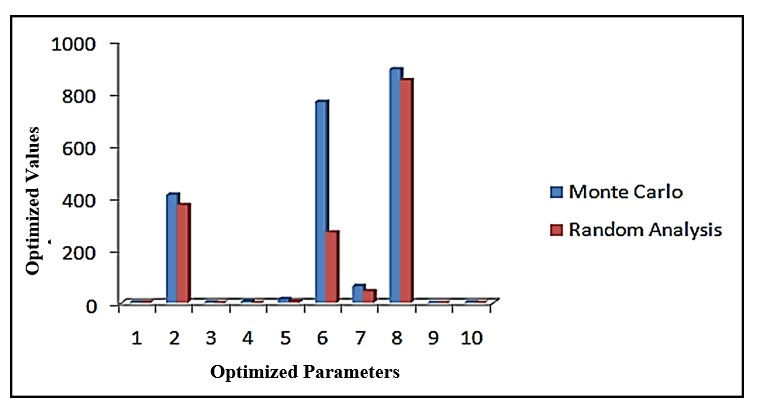 1000
800
600
400
200
0
Optimized Values
1 2 3 4 5 6 7 8 9 10
Optimized Parameters
Monte Carlo
Random Analysis